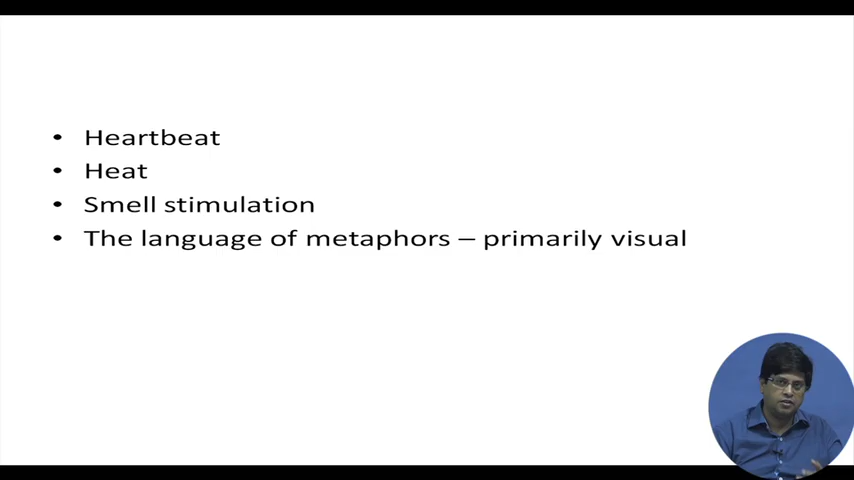 • Heartbeat
• Heat
• Smell stimulation
• The language of metaphors – primarily visual